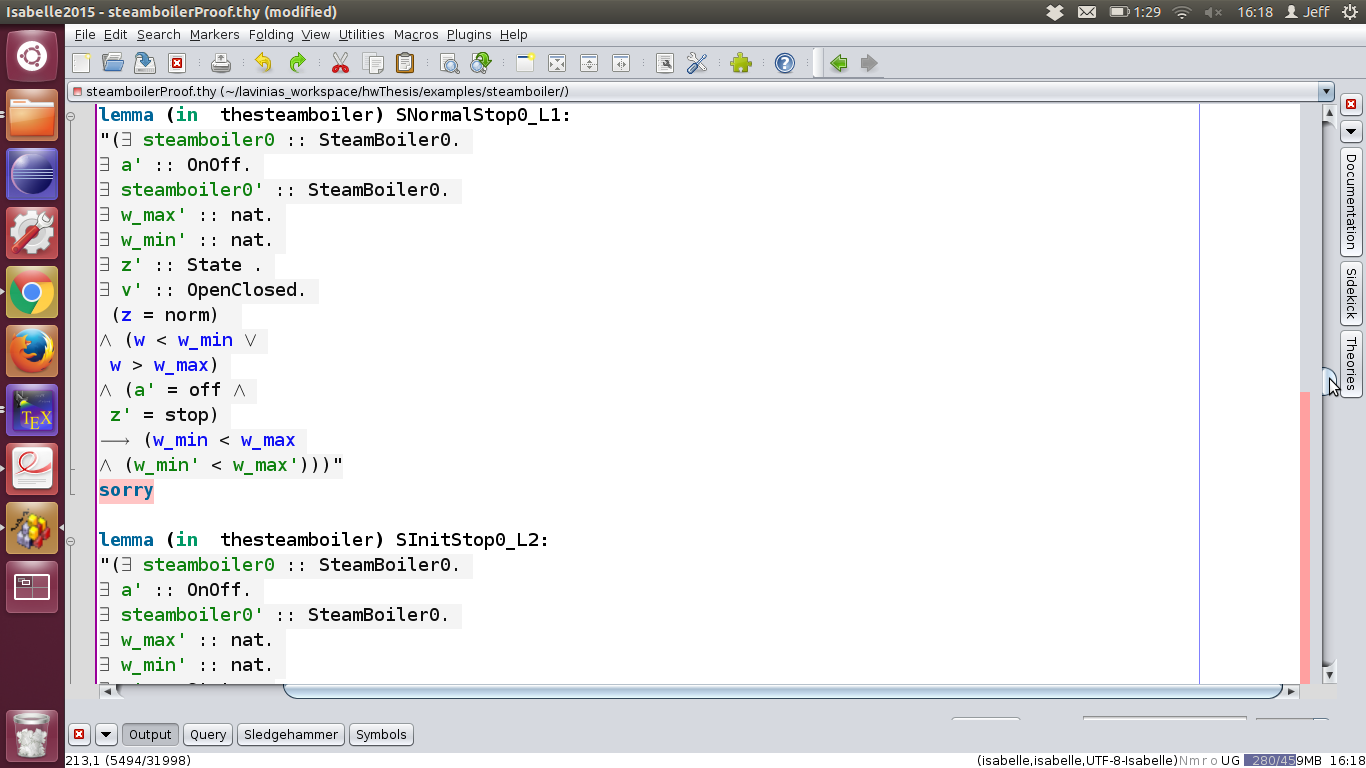 Isabelle2015 - steamboilerProof.thy (modified)
1:29
16:18
Jeff
File Edit Search Markers Folding View Utilities Macros Plugins Help
steamboilerProof.thy (~/lavinias_workspace/hwThesis/examples/steamboiler/)
lemma (in  thesteamboiler) SNormalStop0_L1:
"(∃ steamboiler0 :: SteamBoiler0.
∃ a' :: OnOff.
∃ steamboiler0' :: SteamBoiler0.
∃ w_max' :: nat.
∃ w_min' :: nat.
∃ z' :: State .
∃ v' :: OpenClosed.
(z = norm)
∧ (w < w_min ∨
w > w_max)
∧ (a' = off ∧
z' = stop)
⟶ (w_min < w_max
∧ (w_min' < w_max')))"
sorry
lemma (in  thesteamboiler) SInitStop0_L2:
"(∃ steamboiler0 :: SteamBoiler0.
∃ a' :: OnOff.
∃ steamboiler0' :: SteamBoiler0.
∃ w_max' :: nat.
∃ w_min' :: nat.
Documentation
Sidekick
Theories
TEX
Output Query Sledgehammer Symbols
213,1 (5494/31998)
(isabelle,isabelle,UTF-8-Isabelle)Nm r o UG 280/459MB 16:18